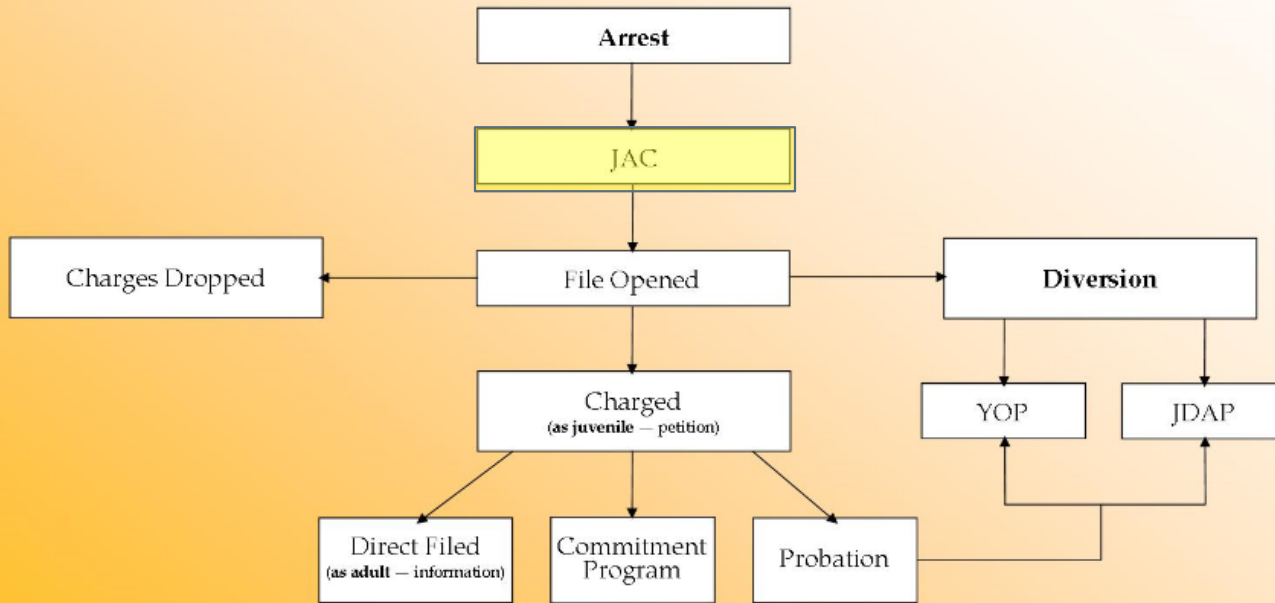 Arrest
JAC
Charges Dropped
File Opened
Diversion
Charged
(as juvenile — petition)
YOP
JDAP
Direct Filed
(as adult — information)
Commitment
Program
Probation